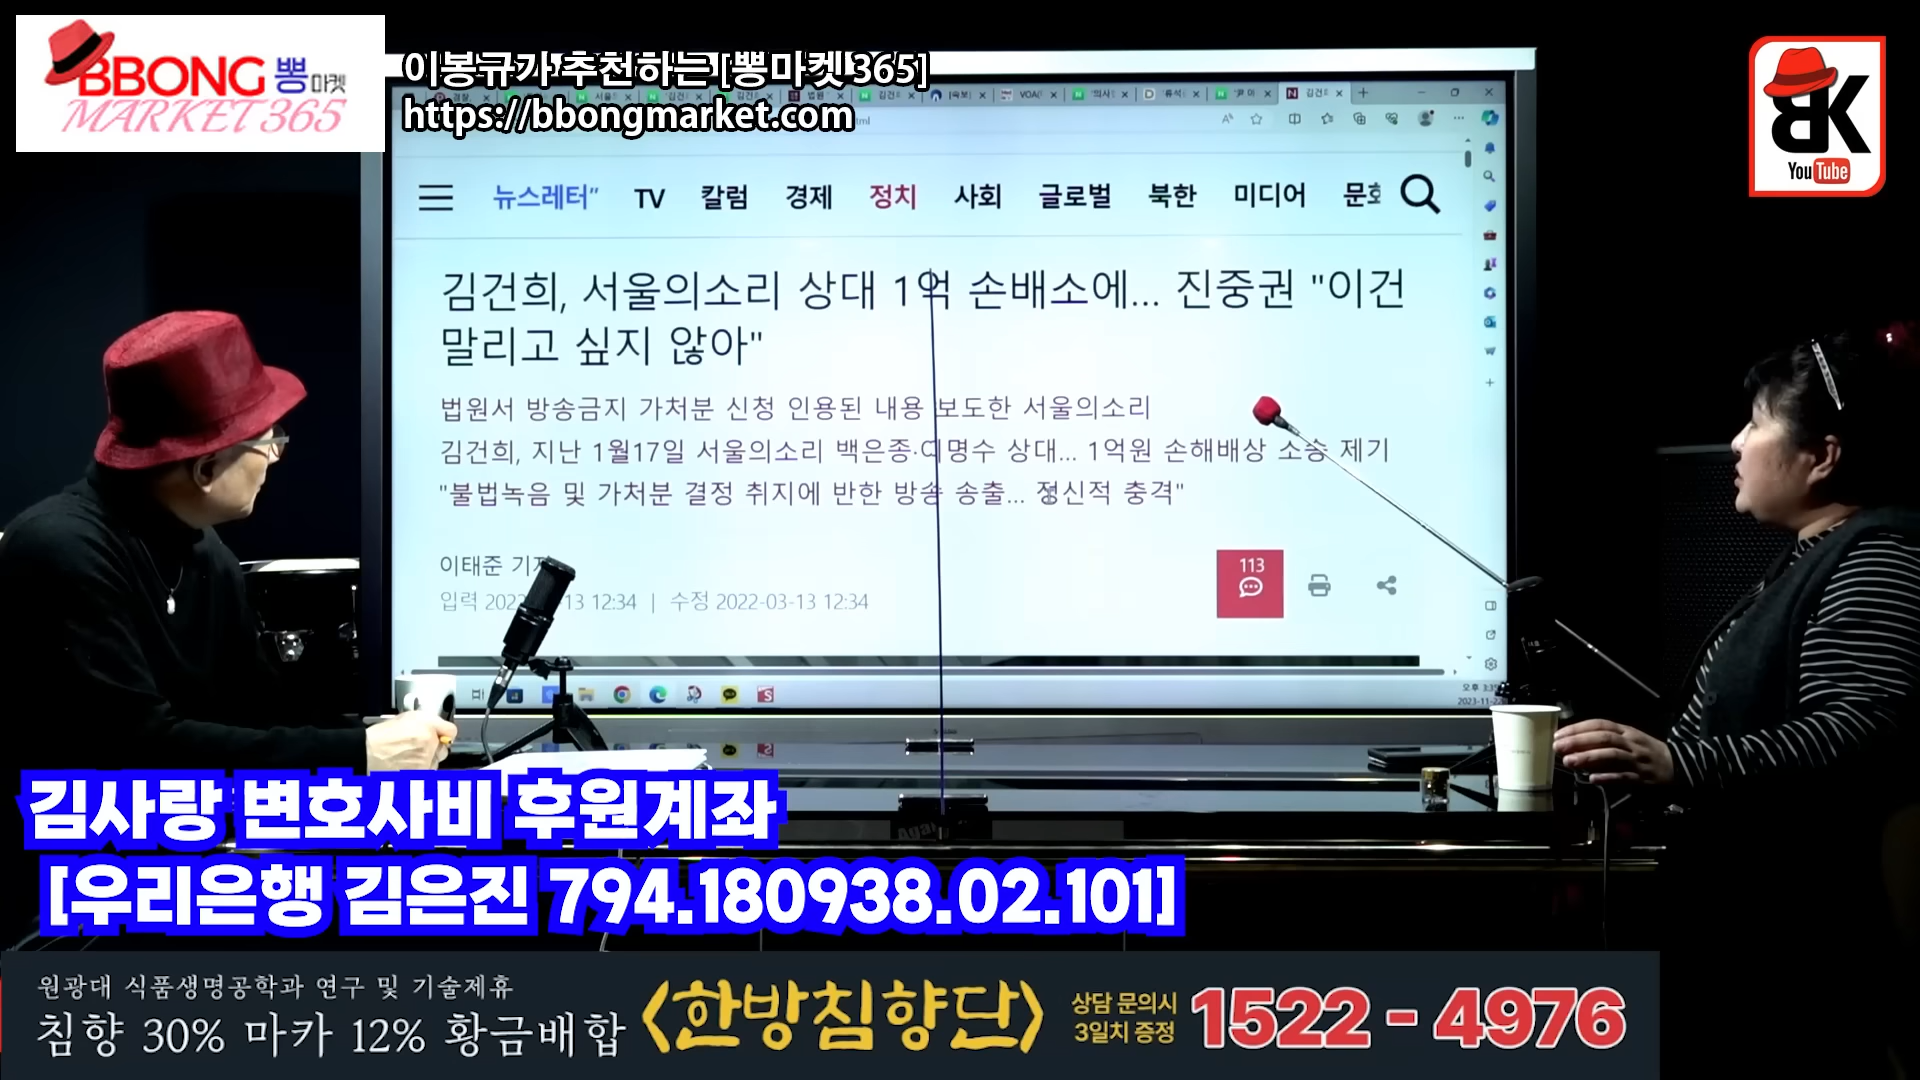 BBONG 뽕마켓
MARKET 365
이봉규가 추천하는 [뽕마켓 365]
https://bbongmarket.com
BK
YouTube
뉴스레터 TV 칼럼 경제 정치 사회 글로벌 북한 미디어
김건희, 서울의소리 상대 1억 손배소에... 진중권 "이건
말리고 싶지 않아"
법원서 방송금지 가처분 신청 인용된 내용 보도한 서울의소리
김건희, 지난 1월17일 서울의소리 백은종·이명수 상대... 1억원 손해배상 소송 제기
"불법녹음 및 가처분 결정 취지에 반한 방송 송출... 정신적 충격"
이태준 기자
113
입력 2022 13 12:34 | 수정 2022-03-13 12:34
김사랑 변호사비 후원계좌
[우리은행 김은진 794.180938.02.101]
원광대 식품생명공학과 연구 및 기술제휴
침향 30% 마카 12% 황금배합
<한방침향단>
상담 문의시
3일치 증정
1522 - 4976